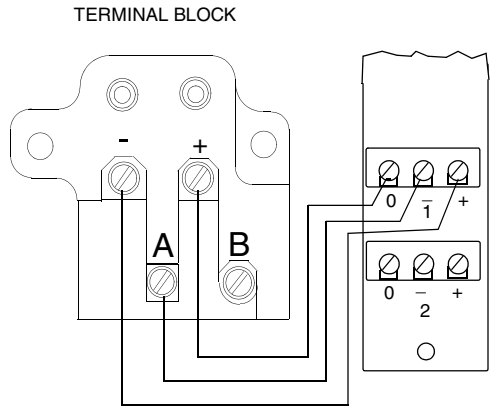 TERMINAL BLOCK
- +
A B
0 – +
1
0 – +
2